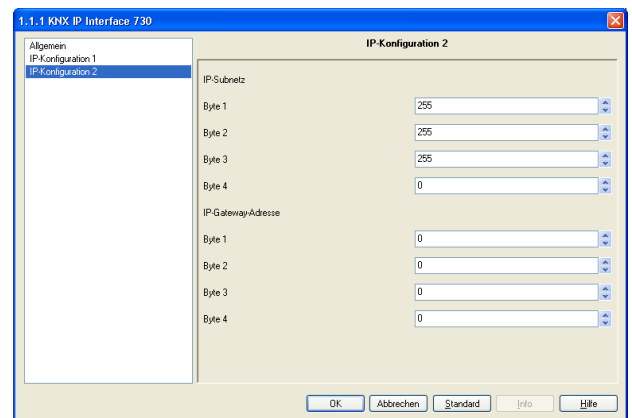 1.1.1 KNX IP Interface 730
Allgemein
IP-Konfiguration 1
IP-Konfiguration 2
IP-Konfiguration 2
IP-Subnetz
Byte 1 255
Byte 2 255
Byte 3 255
Byte 4 0
IP-Gateway-Adresse
Byte 1 0
Byte 2 0
Byte 3 0
Byte 4 0
OK Abbrechen Standard Info Hilfe